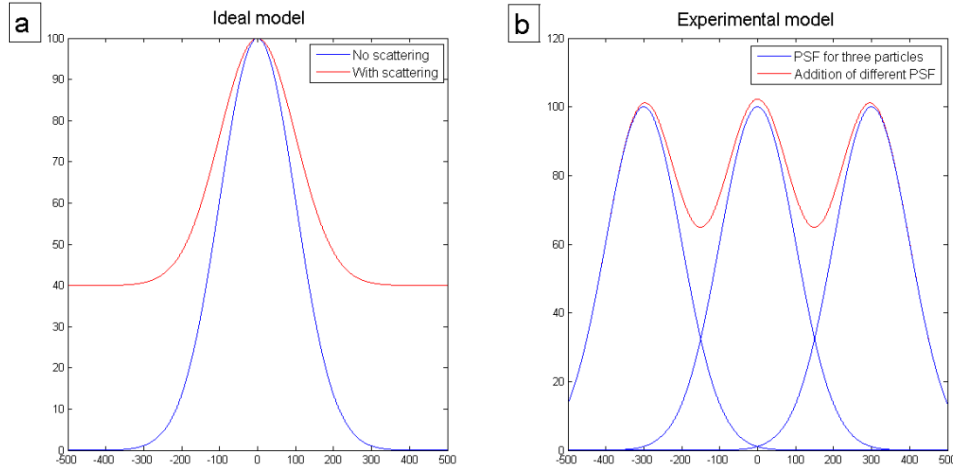 a
Ideal model
No scattering
With scattering
100
90
80
70
60
50
40
30
20
10
0
-500 -400 -300 -200 -100 0 100 200 300 400 500
b
Experimental model
PSF for three particles
Addition of different PSF
120
100
80
60
40
20
0
-500 -400 -300 -200 -100 0 100 200 300 400 500